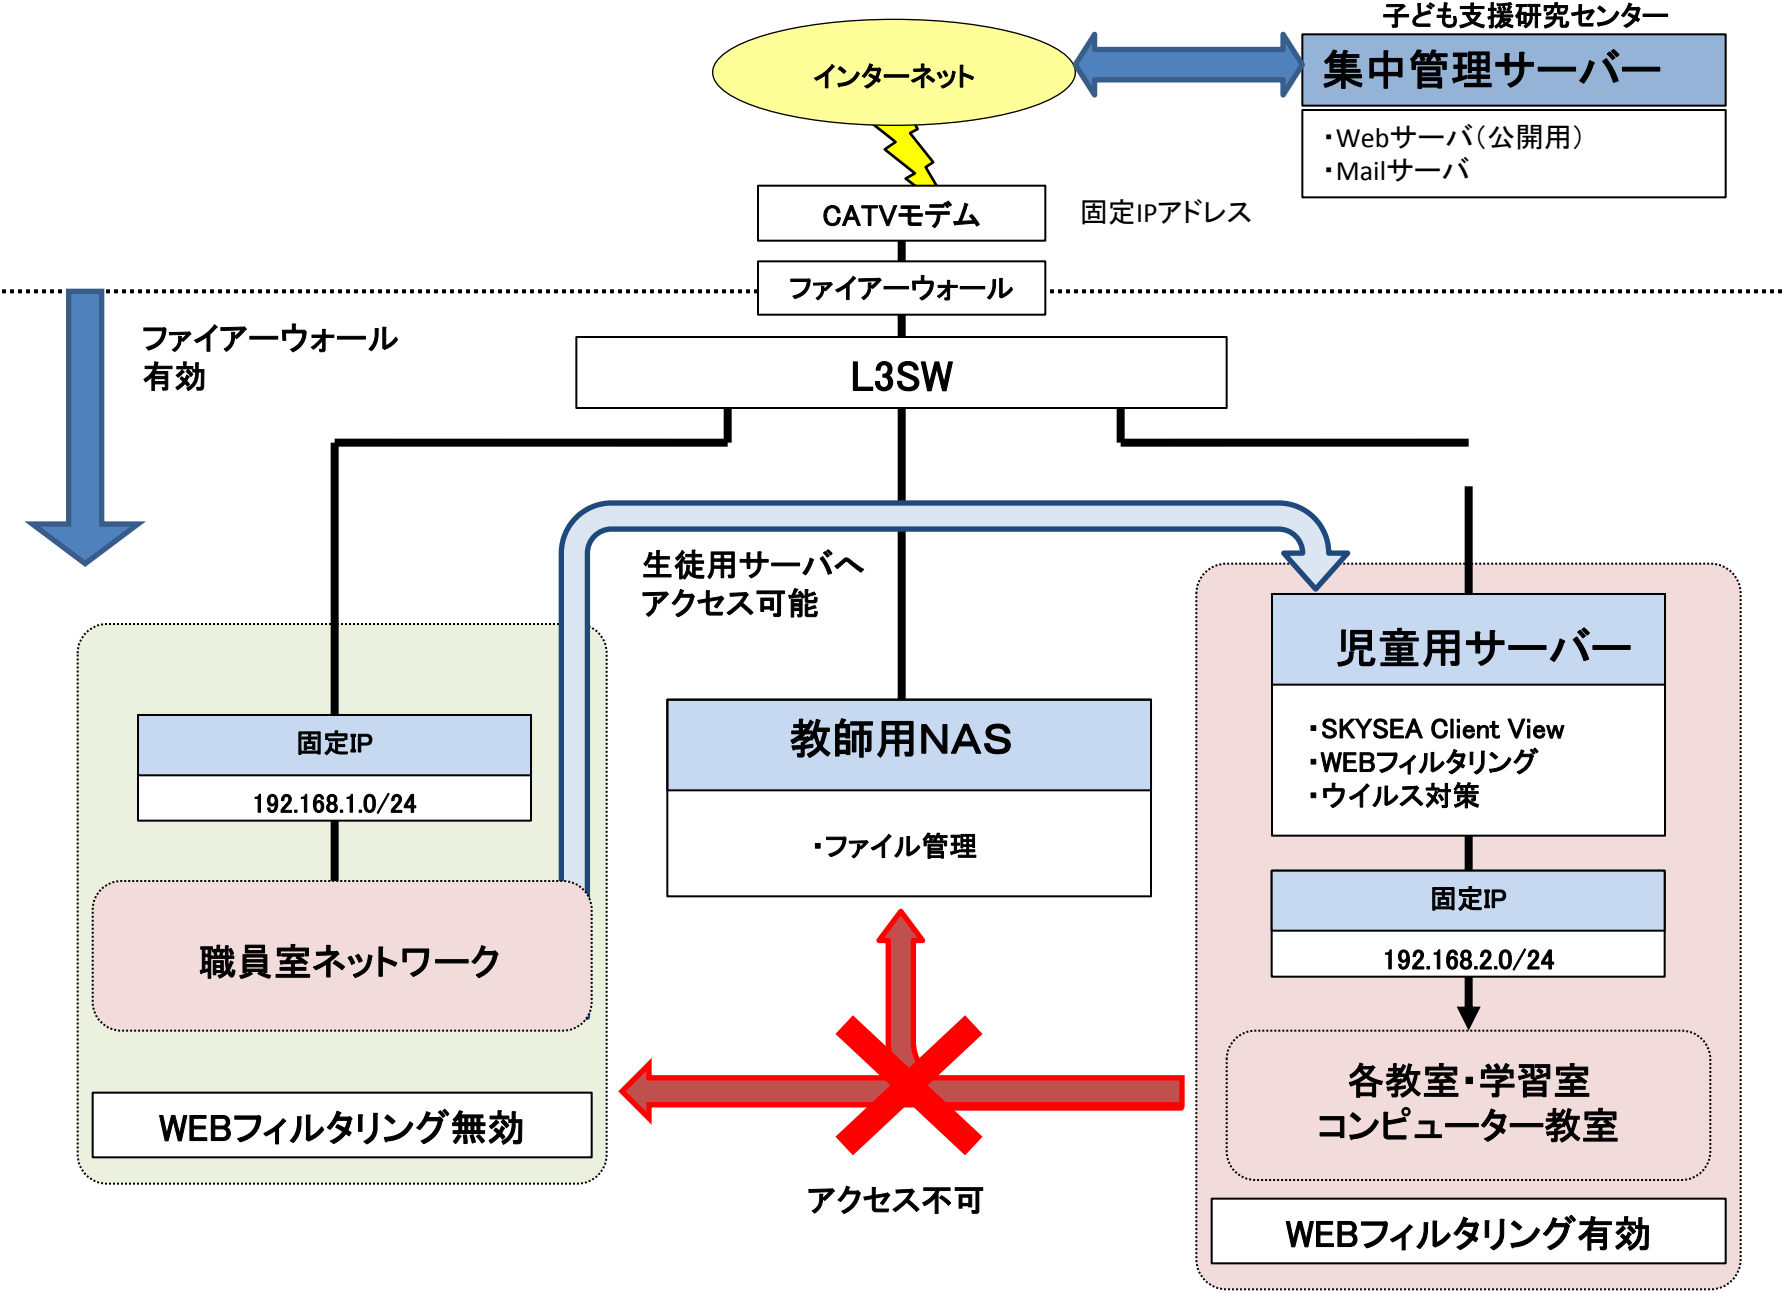 子ども支援研究センター
集中管理サーバー
・Webサーバ（公開用）
・Mailサーバ
インターネット
CATVモデム
固定IPアドレス
ファイアーウォール
ファイアーウォール
有効
L3SW
生徒用サーバへ
アクセス可能
児童用サーバー
・SKYSEA Client View
・WEBフィルタリング
・ウイルス対策
固定IP
192.168.1.0/24
教師用NAS
・ファイル管理
固定IP
192.168.2.0/24
職員室ネットワーク
各教室・学習室
コンピューター教室
WEBフィルタリング無効
アクセス不可
WEBフィルタリング有効